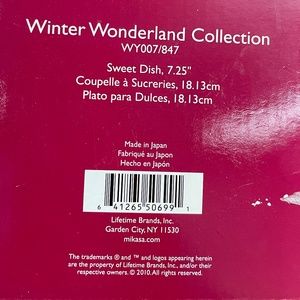 Winter Wonderland Collection
WY007/847
Sweet Dish, 7.25"
Coupelle à Sucreries, 18.13cm
Plato para Dulces, 18.13cm
Made in Japan
Fabriqué au Japon
Hecho en Japón
6 41265 50699 1
Lifetime Brands, Inc.
Garden City, NY 11530
mikasa.com
The trademarks ® and ™ and logos appearing herein
are the property of Lifetime Brands, Inc. and/or their
respective owners. © 2010. All rights reserved.